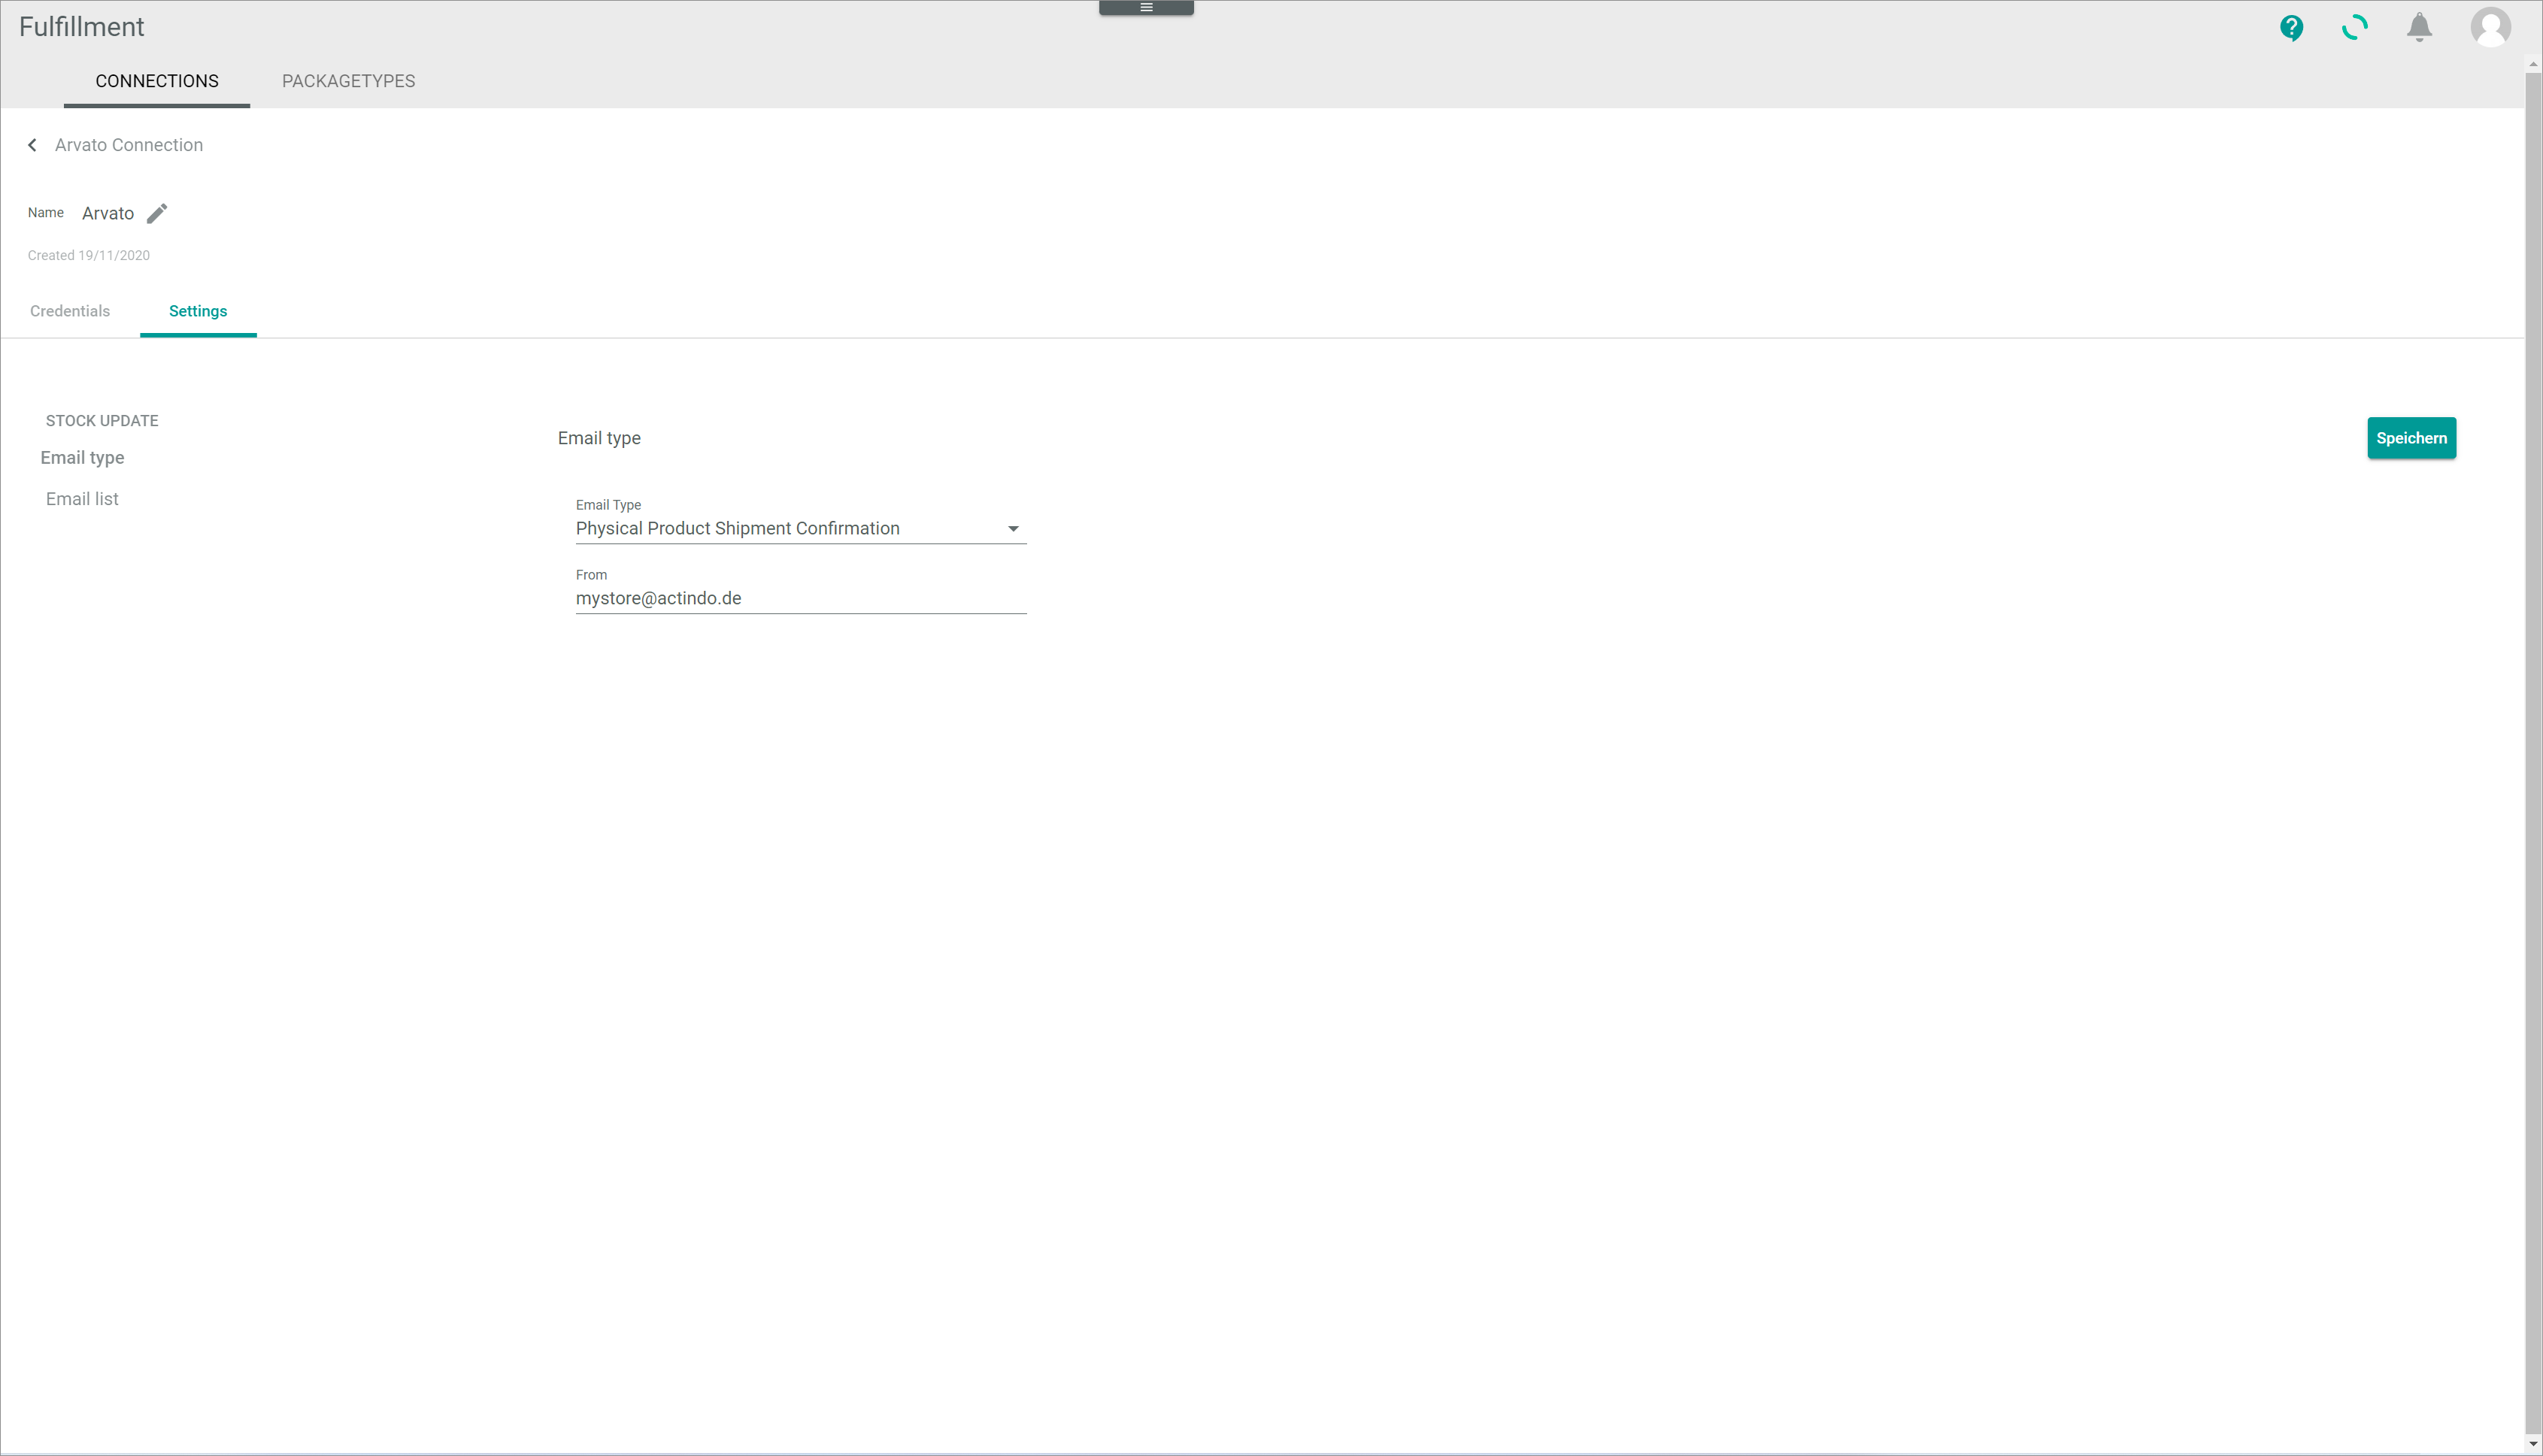 Fulfillment
CONNECTIONS PACKAGETYPES
Arvato Connection
Name Arvato
Created 19/11/2020
Credentials Settings
STOCK UPDATE
Email type
Email list
Email type
Speichern
Email Type
Physical Product Shipment Confirmation
From
mystore@actindo.de